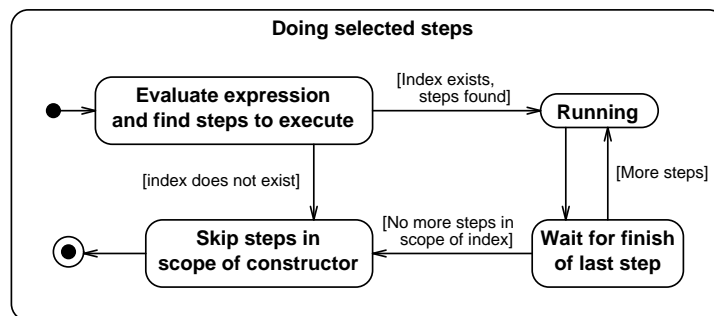 Doing selected steps
Evaluate expression
and find steps to execute
[Index exists,
steps found]
Running
[index does not exist]
[More steps]
Skip steps in
scope of constructor
[No more steps in
scope of index]
Wait for finish
of last step